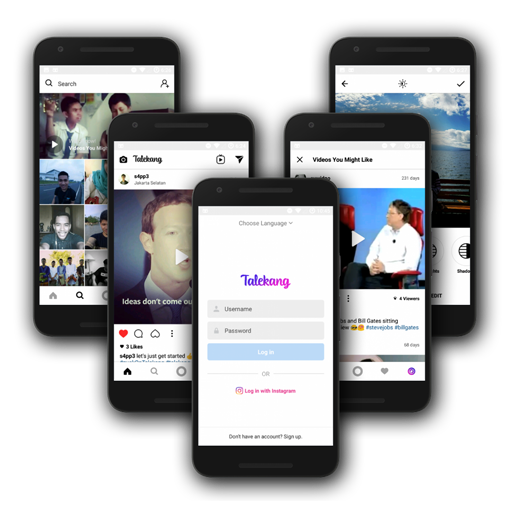 Search
Videos You Migh
Talekang
s4pp3
Jakarta Selatan
Ideas don't come ou
3 Likes
s4pp3 let's just get started
Choose Language
Talekang
Username
Password
Log in
OR
Log in with Instagram
Don't have an account? Sign up.
Videos You Might Like
231 days
4 Viewers
s and Bill Gates sitting
ew #stevejobs #billgates
68 days
Shado
EDIT